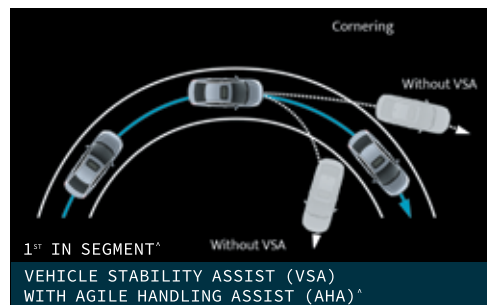 Cornering
Without VSA
Without VSA
1ST IN SEGMENT^
VEHICLE STABILITY ASSIST (VSA)
WITH AGILE HANDLING ASSIST (AHA)^